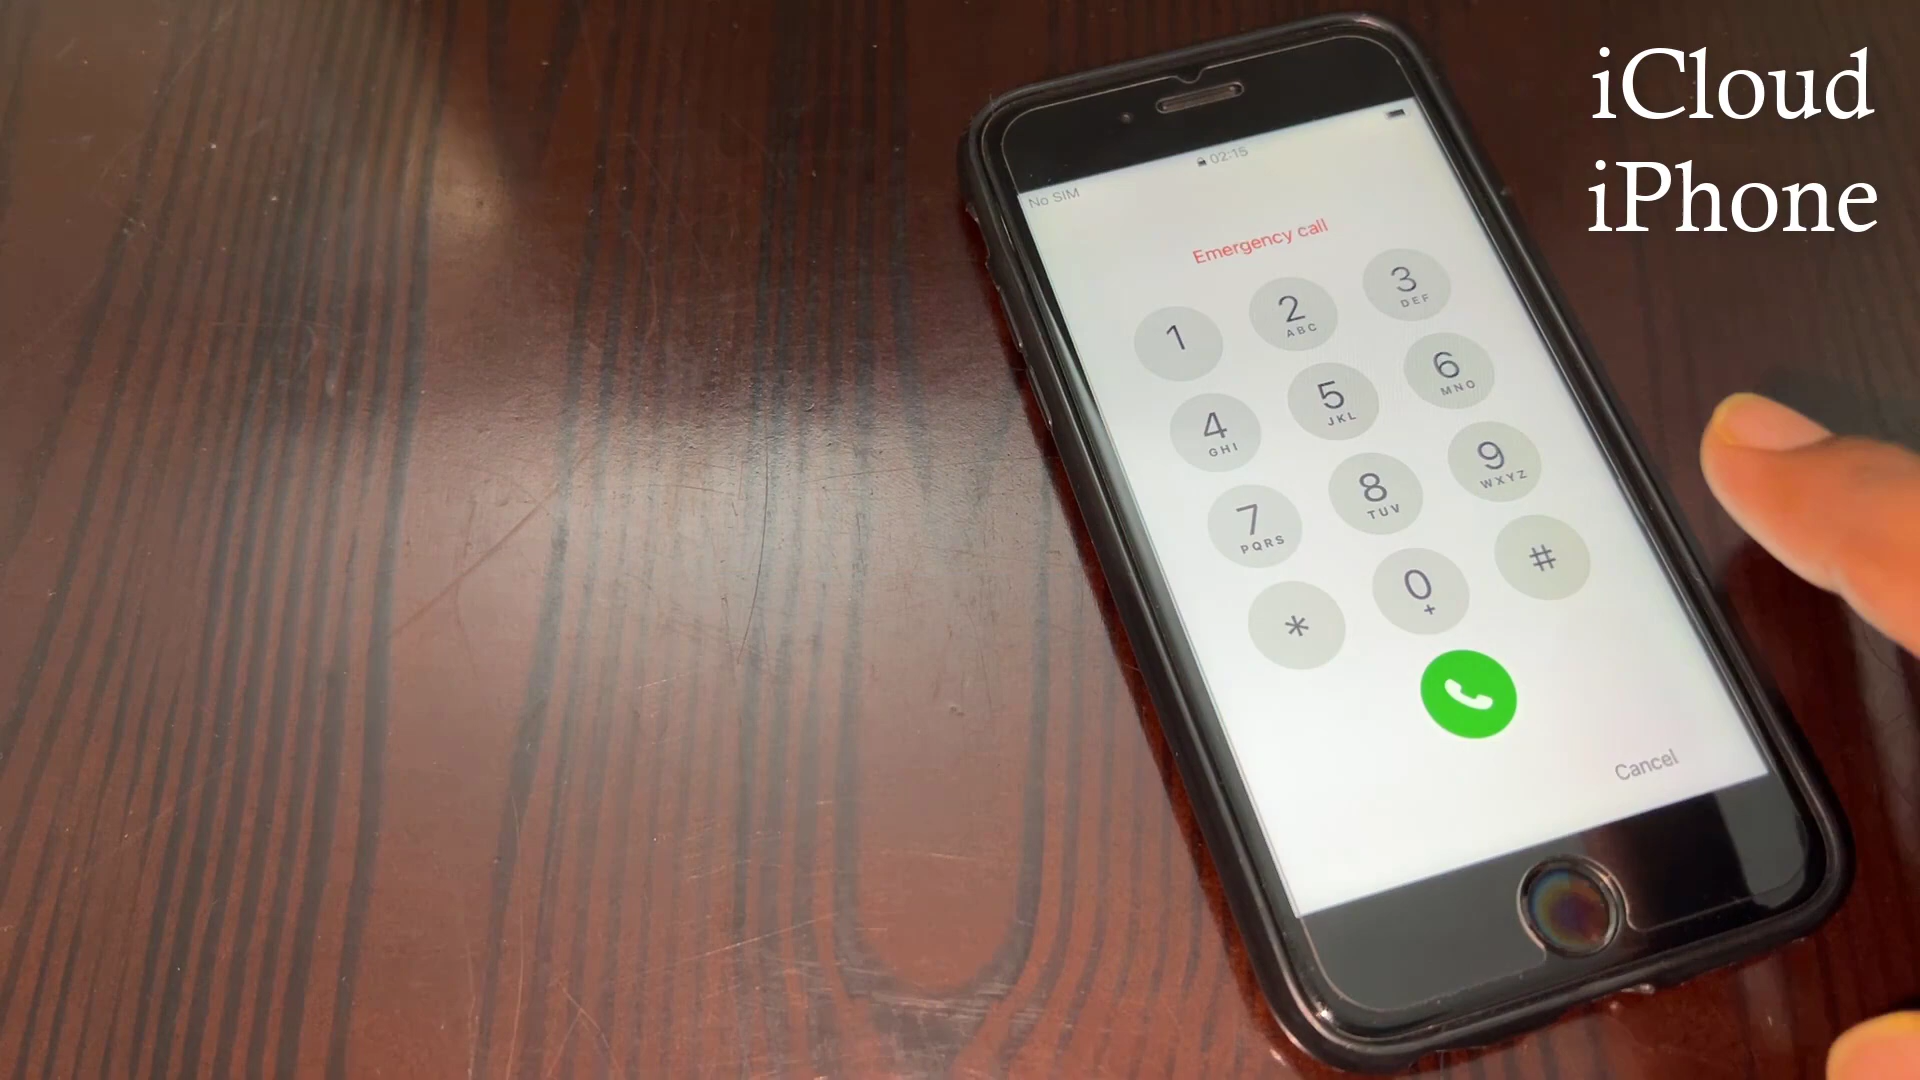 iCloud
iPhone
No SIM
02:15
Emergency call
1
2
ABC
3
DEF
4
GHI
5
JKL
6
MNO
7
PQRS
8
TUV
9
WXYZ
*
0
+
#
Cancel